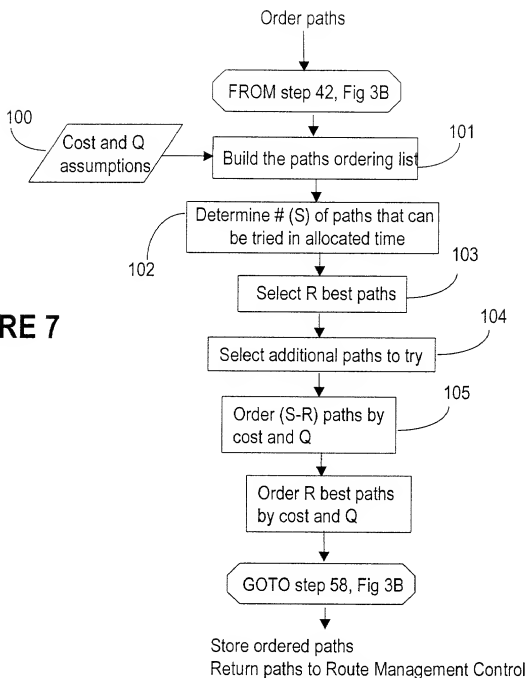 Order paths
FROM step 42, Fig 3B
100
Cost and Q
assumptions
101
Build the paths ordering list
Determine # (S) of paths that can
be tried in allocated time
102
103
Select R best paths
RE 7
104
Select additional paths to try
105
Order (S-R) paths by
cost and Q
Order R best paths
by cost and Q
GOTO step 58, Fig 3B
Store ordered paths
Return paths to Route Management Control